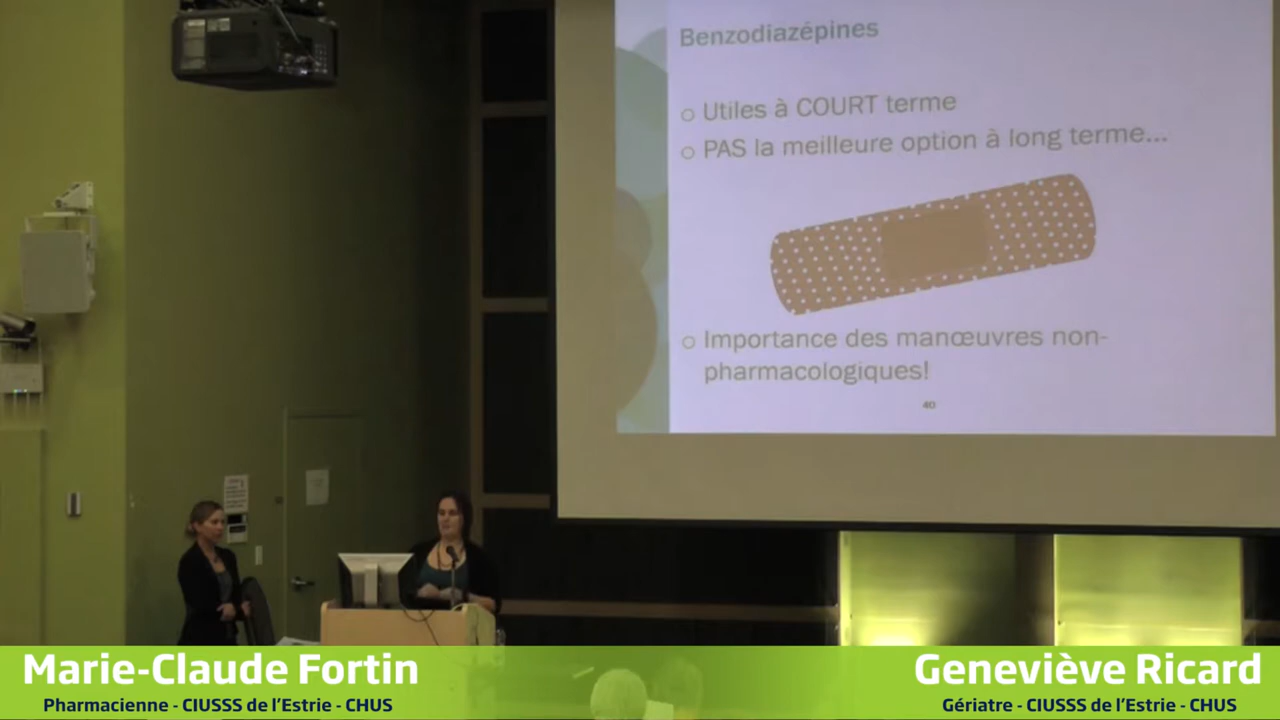 Benzodiazépines
○ Utiles à COURT terme
○ PAS la meilleure option à long terme...
○ Importance des manœuvres non-
pharmacologiques!
40
Marie-Claude Fortin
Pharmacienne - CIUSSS de l'Estrie - CHUS
Geneviève Ricard
Gériatre - CIUSSS de l'Estrie - CHUS